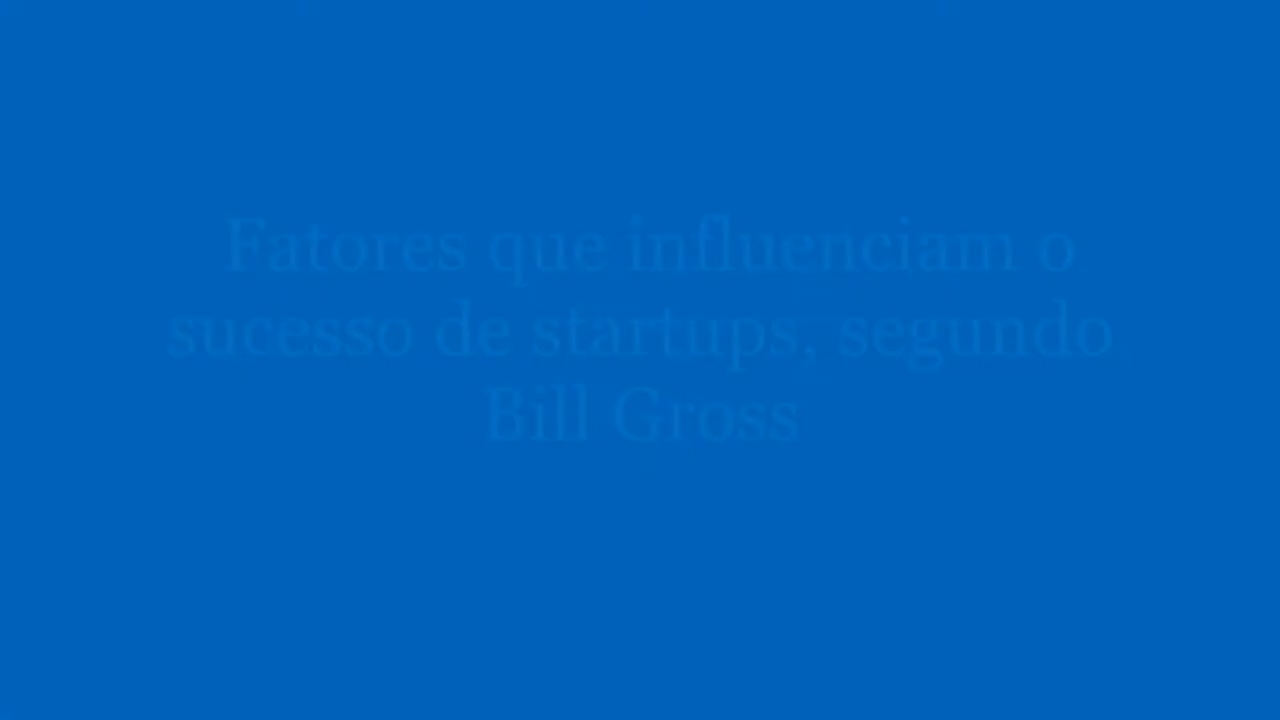 Fatores que influenciam o
sucesso de startups, segundo
Bill Gross